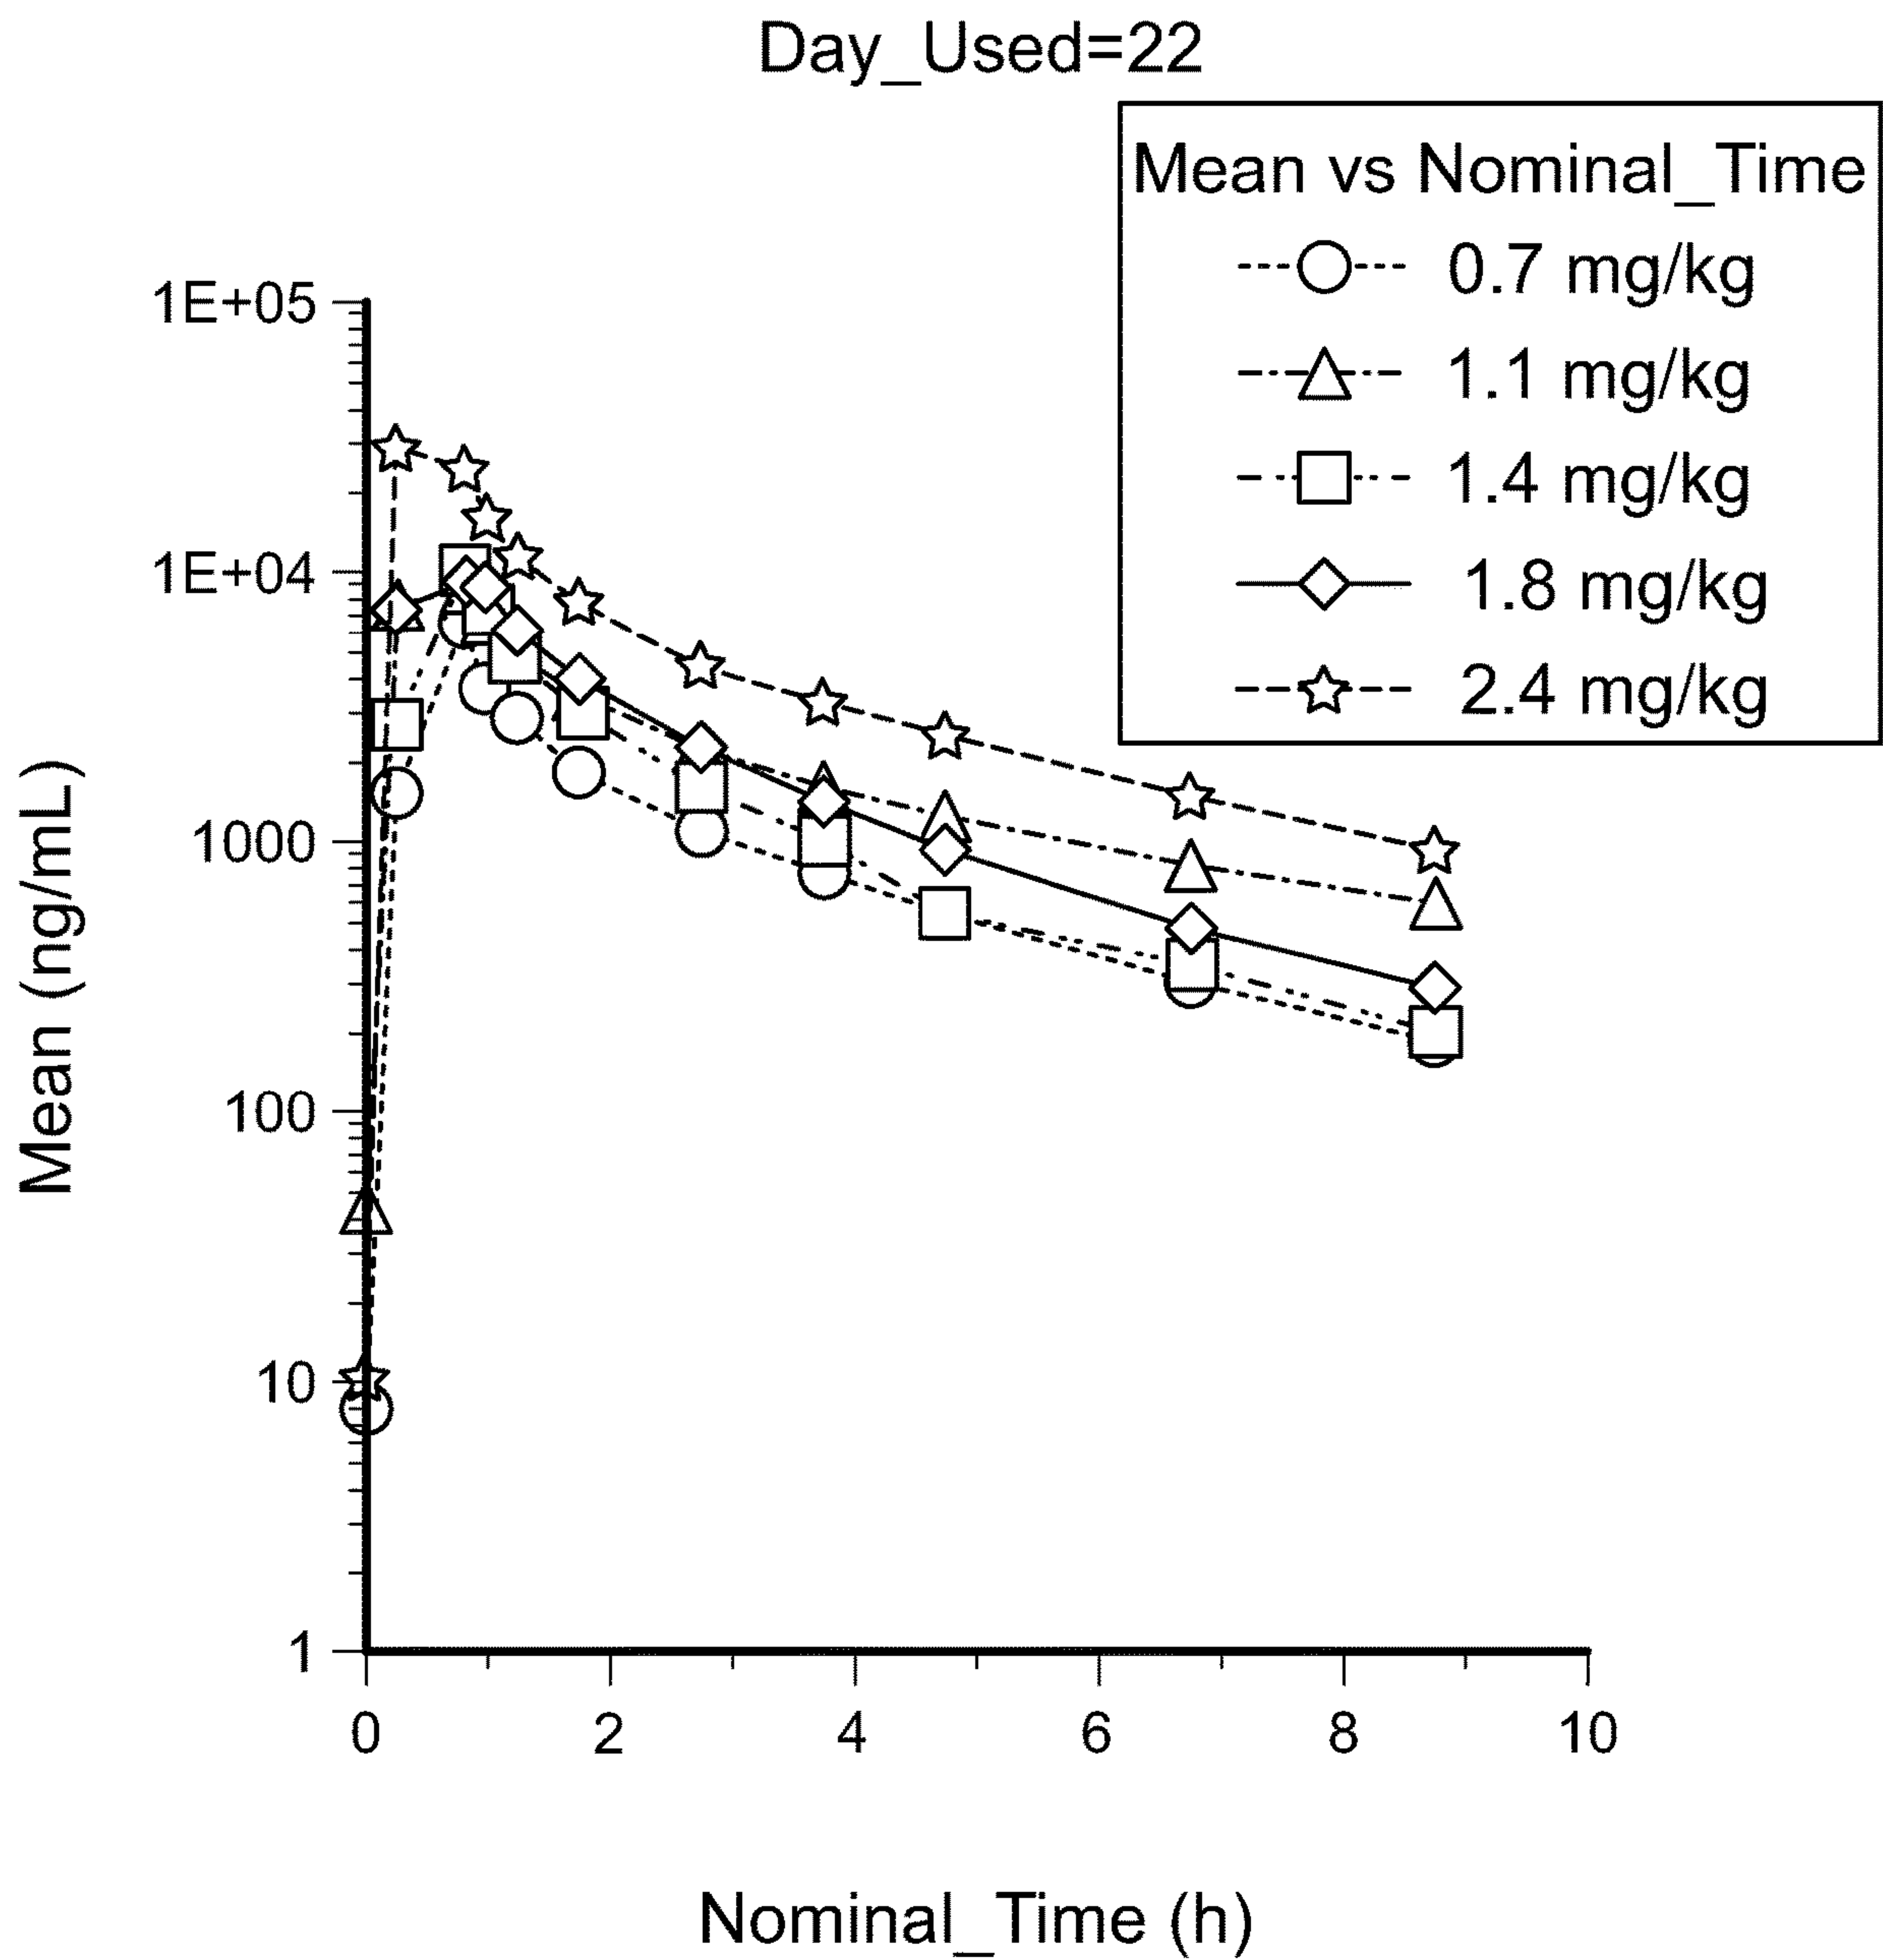 Day_Used=22
Mean vs Nominal_Time
0.7 mg/kg
1.1 mg/kg
1.4 mg/kg
1.8 mg/kg
2.4 mg/kg
Mean (ng/mL)
1E+05
1E+04
1000
100
10
1
0 2 4 6 8 10
Nominal_Time (h)